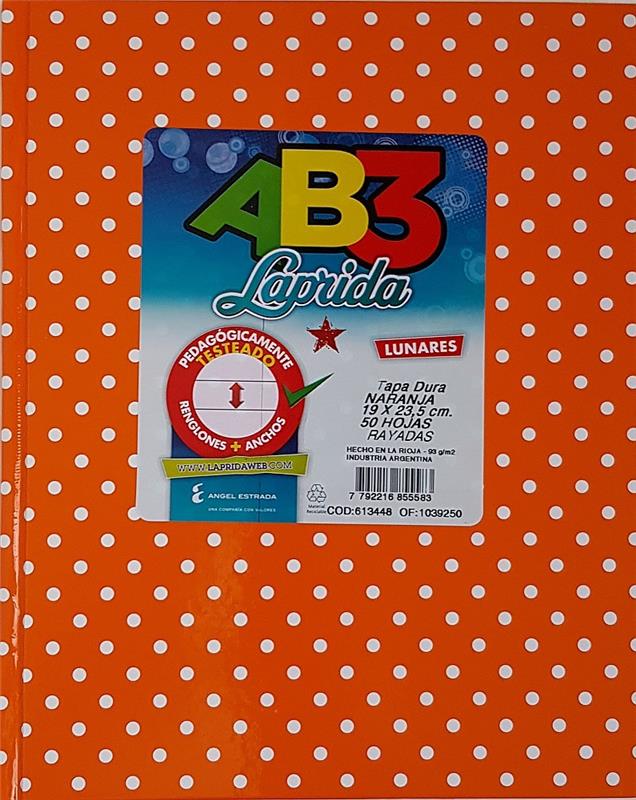 AB3
Laprida
LUNARES
PEDAGÓGICAMENTE
TESTEADO
RENGLONES + ANCHOS
WWW.LAPRIDAWEB.COM
ANGEL ESTRADA
UNA COMPAÑÍA CON VALORES
Tapa Dura
NARANJA
19 X 23,5 cm.
50 HOJAS
RAYADAS
HECHO EN LA RIOJA - 93 g/m2
INDUSTRIA ARGENTINA
7 792216 855583
Material
Reciclable
COD:613448 OF:1039250